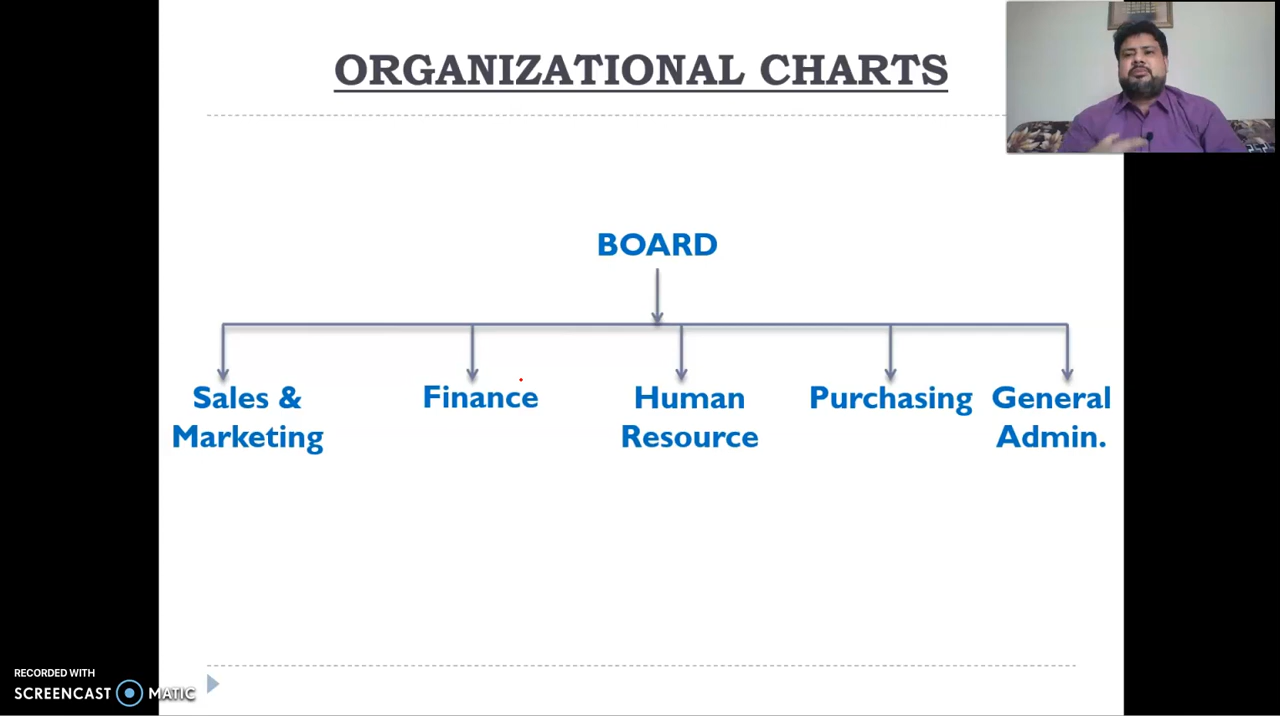 ORGANIZATIONAL CHARTS
BOARD
Sales &
Marketing
Finance
Human
Resource
Purchasing
General
Admin.
RECORDED WITH
SCREENCAST MATIC